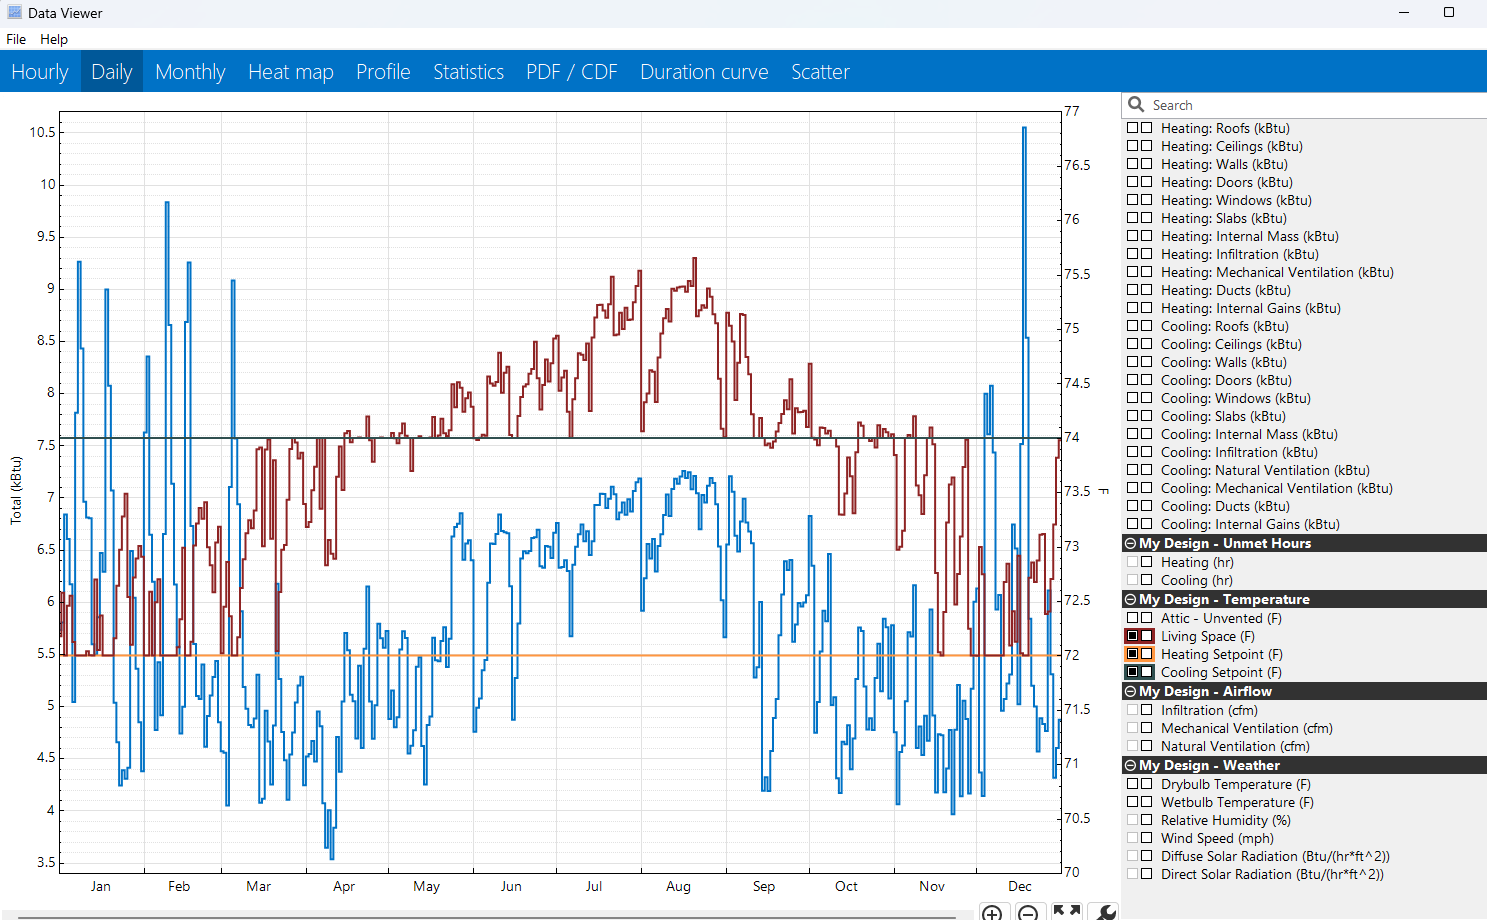 Data Viewer
File Help
Hourly Daily Monthly Heat map Profile Statistics PDF / CDF Duration curve Scatter
Search
Heating: Roofs (kBtu)
Heating: Ceilings (kBtu)
Heating: Walls (kBtu)
Heating: Doors (kBtu)
Heating: Windows (kBtu)
Heating: Slabs (kBtu)
Heating: Internal Mass (kBtu)
Heating: Infiltration (kBtu)
Heating: Mechanical Ventilation (kBtu)
Heating: Ducts (kBtu)
Heating: Internal Gains (kBtu)
Cooling: Roofs (kBtu)
Cooling: Ceilings (kBtu)
Cooling: Walls (kBtu)
Cooling: Doors (kBtu)
Cooling: Windows (kBtu)
Cooling: Slabs (kBtu)
Cooling: Internal Mass (kBtu)
Cooling: Infiltration (kBtu)
Cooling: Natural Ventilation (kBtu)
Cooling: Mechanical Ventilation (kBtu)
Cooling: Ducts (kBtu)
Cooling: Internal Gains (kBtu)
My Design - Unmet Hours
Heating (hr)
Cooling (hr)
My Design - Temperature
Attic - Unvented (F)
Living Space (F)
Heating Setpoint (F)
Cooling Setpoint (F)
My Design - Airflow
Infiltration (cfm)
Mechanical Ventilation (cfm)
Natural Ventilation (cfm)
My Design - Weather
Drybulb Temperature (F)
Wetbulb Temperature (F)
Relative Humidity (%)
Wind Speed (mph)
Diffuse Solar Radiation (Btu/(hr*ft^2))
Direct Solar Radiation (Btu/(hr*ft^2))
Total (kBtu)
10.5
10
9.5
9
8.5
8
7.5
7
6.5
6
5.5
5
4.5
4
3.5
77
76.5
76
75.5
75
74.5
74
73.5
73
72.5
72
71.5
71
70.5
70
F
Jan Feb Mar Apr May Jun Jul Aug Sep Oct Nov Dec